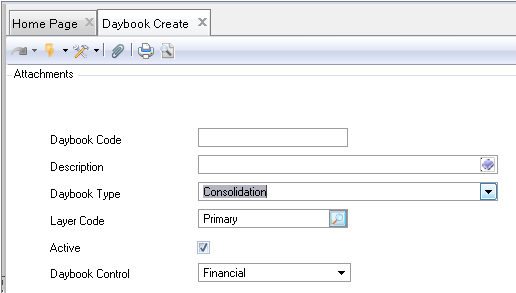 Home Page
Daybook Create
Attachments
Daybook Code
Description
Daybook Type Consolidation
Layer Code Primary
Active
Daybook Control Financial